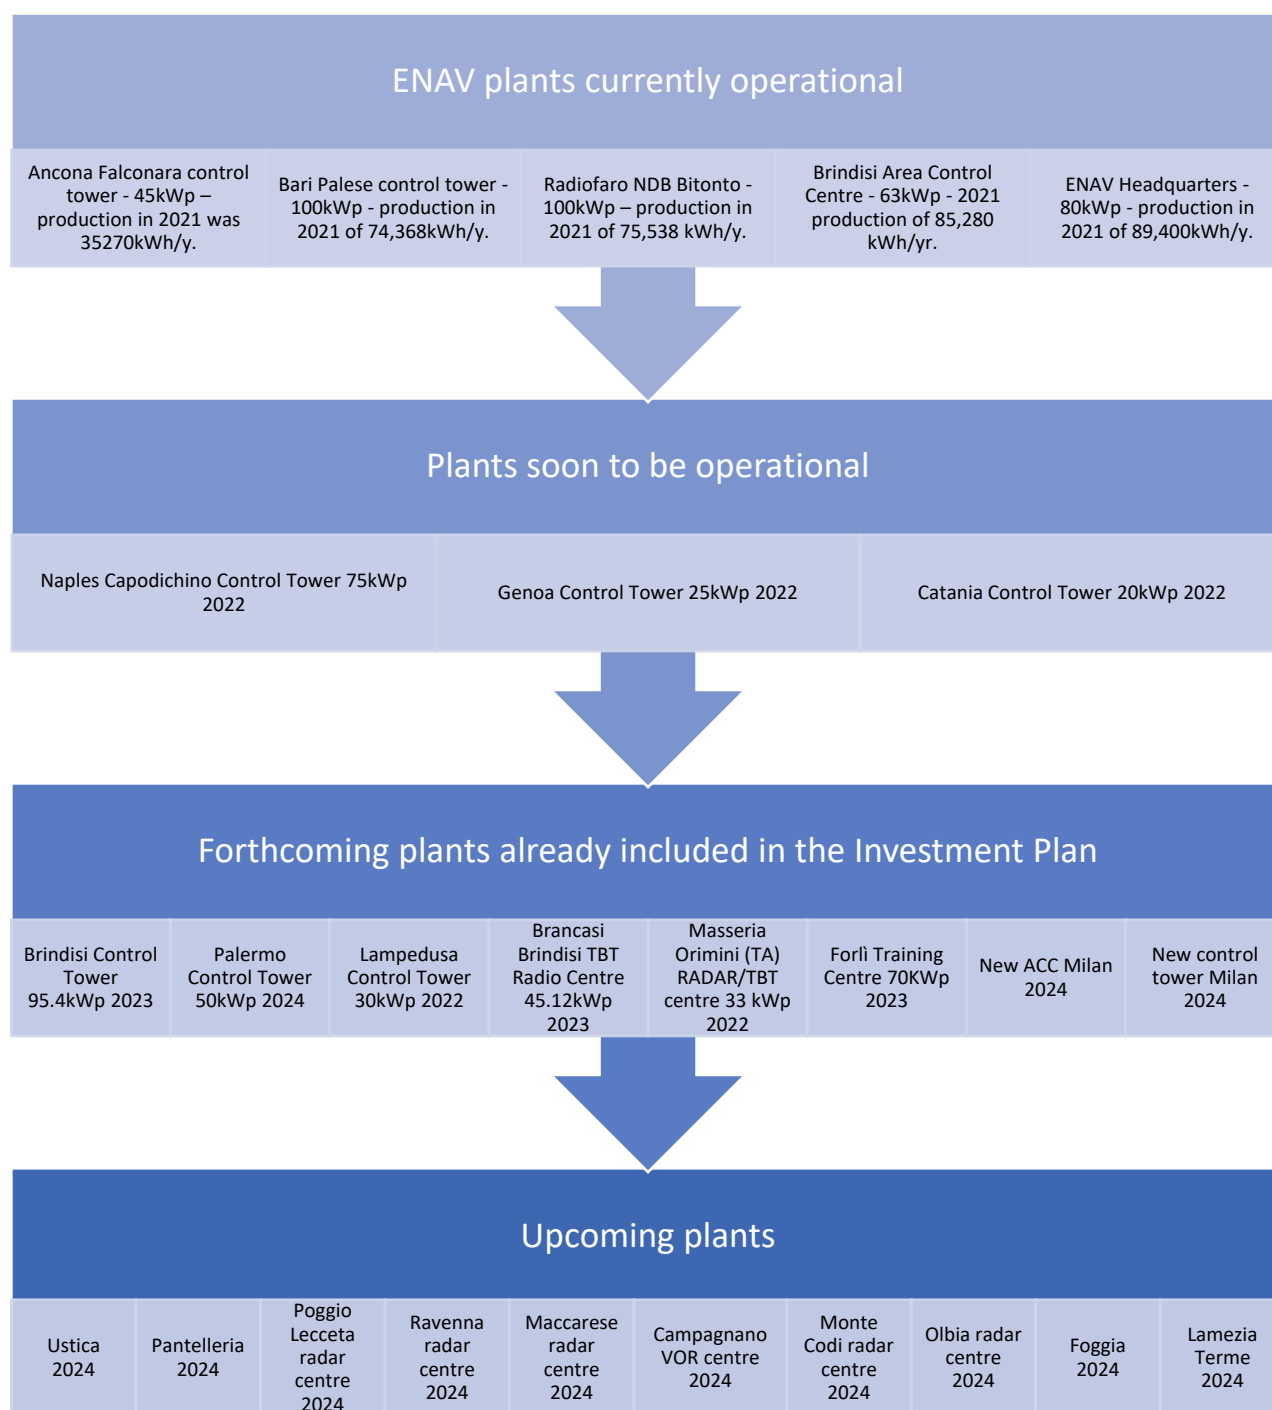 ENAV plants currently operational
Ancona Falconara control
tower - 45kWp –
production in 2021 was
35270kWh/y.
Bari Palese control tower -
100kWp - production in
2021 of 74,368kWh/y.
Radiofaro NDB Bitonto -
100kWp – production in
2021 of 75,538 kWh/y.
Brindisi Area Control
Centre - 63kWp - 2021
production of 85,280
kWh/yr.
ENAV Headquarters -
80kWp - production in
2021 of 89,400kWh/y.
Plants soon to be operational
Naples Capodichino Control Tower 75kWp
2022
Genoa Control Tower 25kWp 2022
Catania Control Tower 20kWp 2022
Forthcoming plants already included in the Investment Plan
Brindisi Control
Tower
95.4kWp 2023
Palermo
Control Tower
50kWp 2024
Lampedusa
Control Tower
30kWp 2022
Brancasi
Brindisi TBT
Radio Centre
45.12kWp
2023
Masseria
Orimini (TA)
RADAR/TBT
centre 33 kWp
2022
Forlì Training
Centre 70KWp
2023
New ACC Milan
2024
New control
tower Milan
2024
Upcoming plants
Ustica
2024
Pantelleria
2024
Poggio
Lecceta
radar
centre
2024
Ravenna
radar
centre
2024
Maccarese
radar
centre
2024
Campagnano
VOR centre
2024
Monte
Codi radar
centre
2024
Olbia radar
centre
2024
Foggia
2024
Lamezia
Terme
2024